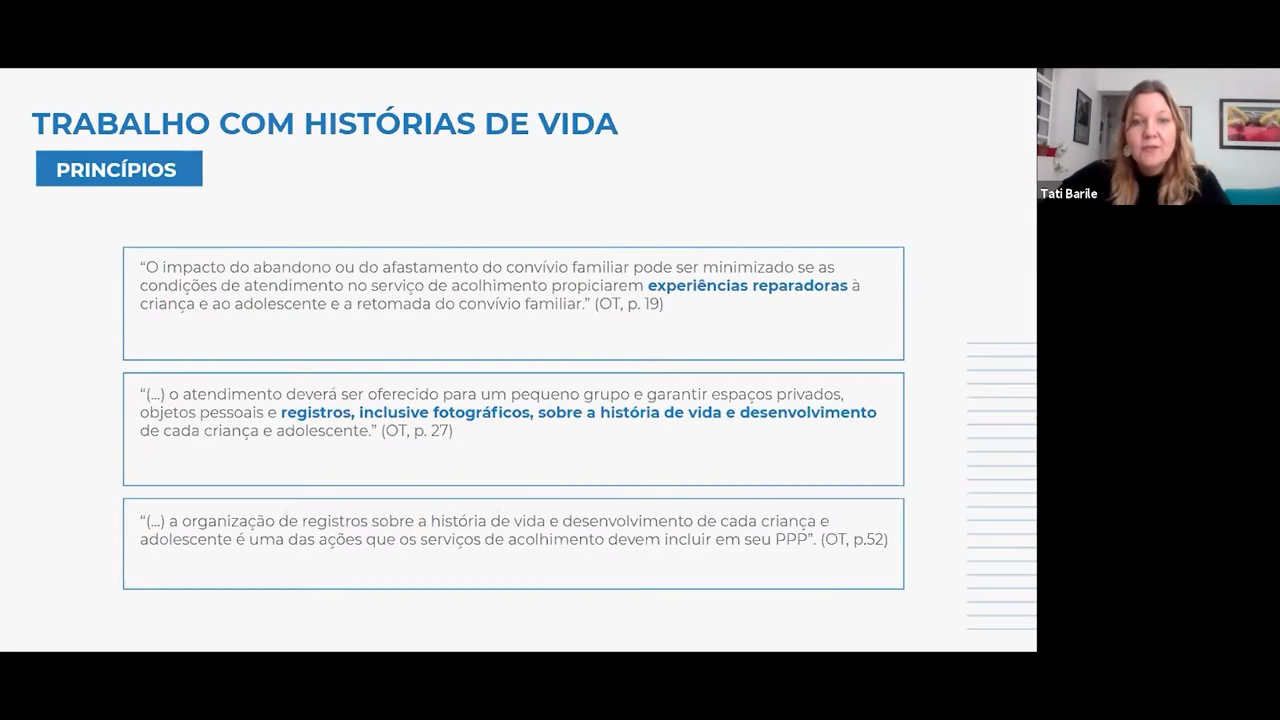 TRABALHO COM HISTÓRIAS DE VIDA
PRINCÍPIOS
“O impacto do abandono ou do afastamento do convívio familiar pode ser minimizado se as
condições de atendimento no serviço de acolhimento propiciarem experiências reparadoras à
criança e ao adolescente e a retomada do convívio familiar.” (OT, p. 19)
“(...) o atendimento deverá ser oferecido para um pequeno grupo e garantir espaços privados,
objetos pessoais e registros, inclusive fotográficos, sobre a história de vida e desenvolvimento
de cada criança e adolescente.” (OT, p. 27)
“(...) a organização de registros sobre a história de vida e desenvolvimento de cada criança e
adolescente é uma das ações que os serviços de acolhimento devem incluir em seu PPP”. (OT, p.52)
Tati Barile